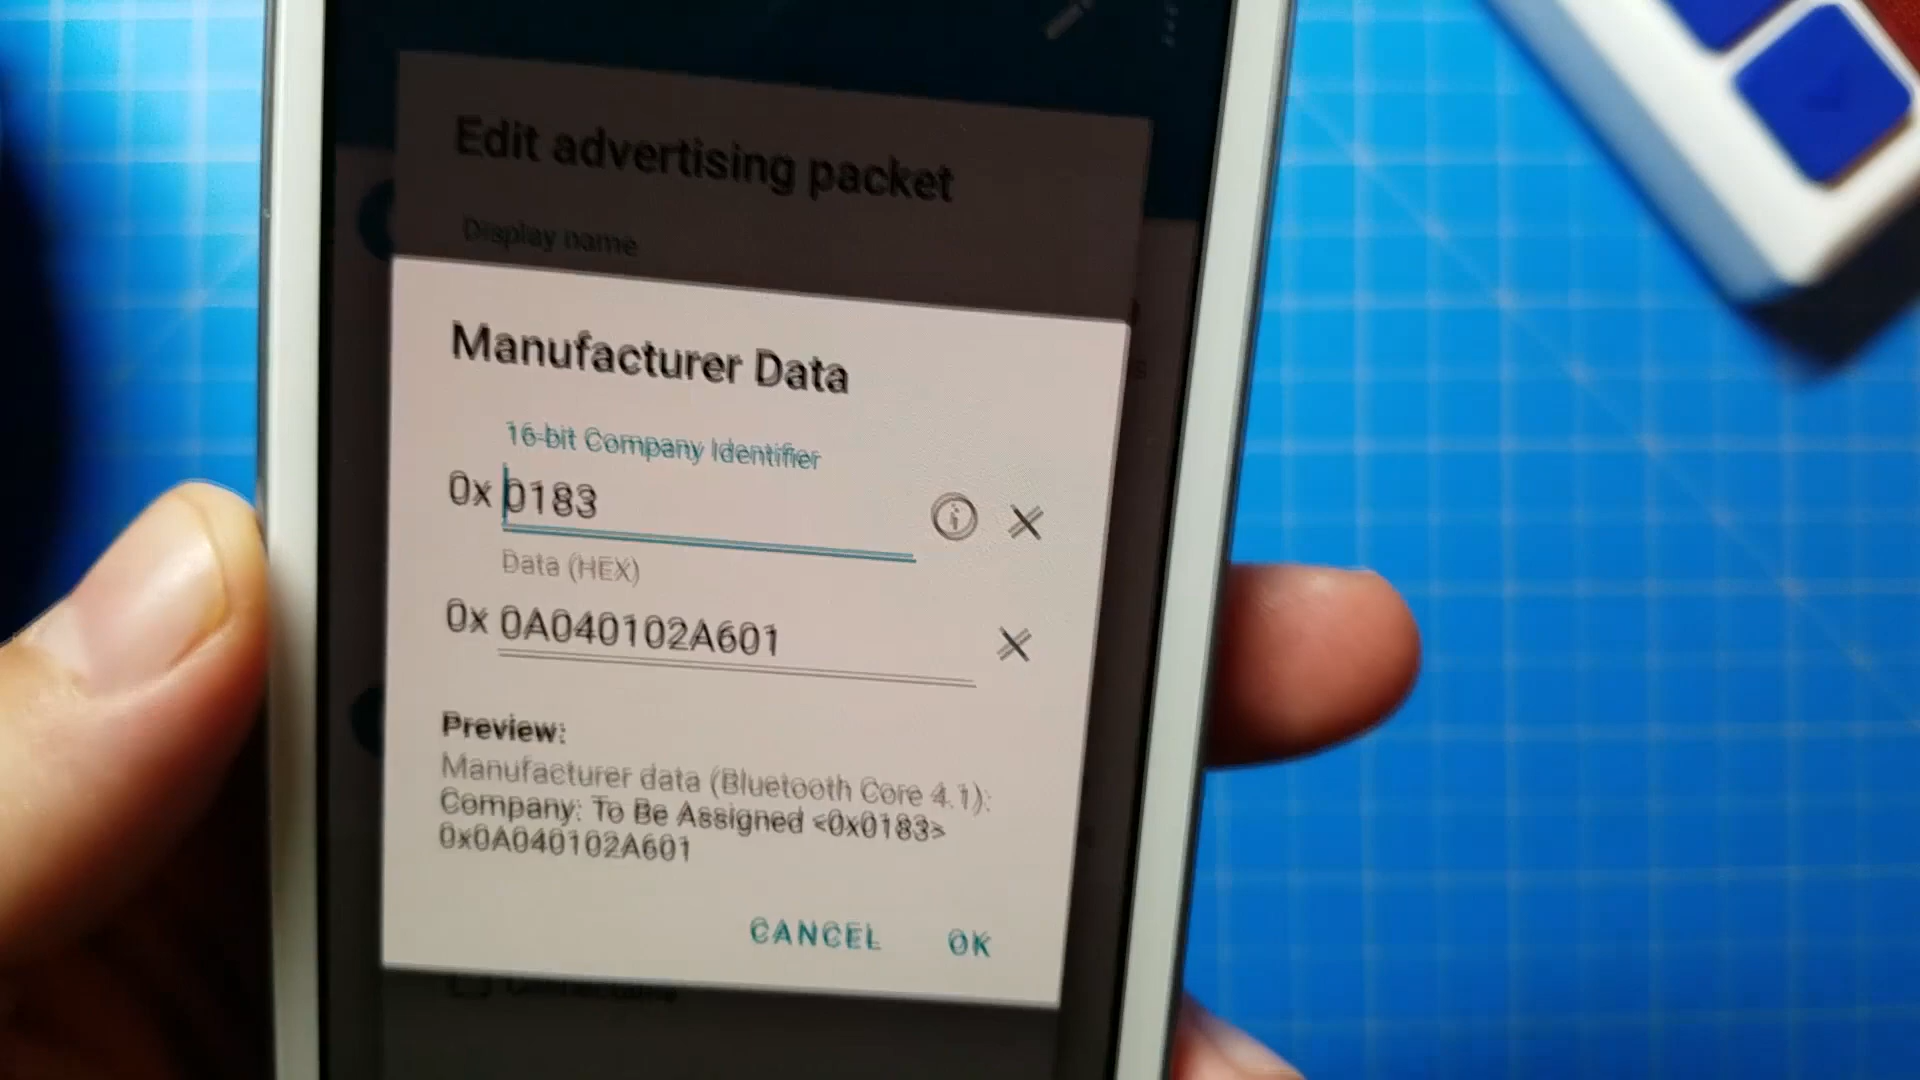 Edit advertising packet
Display name
Manufacturer Data
16-bit Company Identifier
0x 0183
Data (HEX)
0x 0A040102A601
Preview:
Manufacturer data (Bluetooth Core 4.1):
Company: To Be Assigned <0x0183>
0x0A040102A601
CANCEL OK